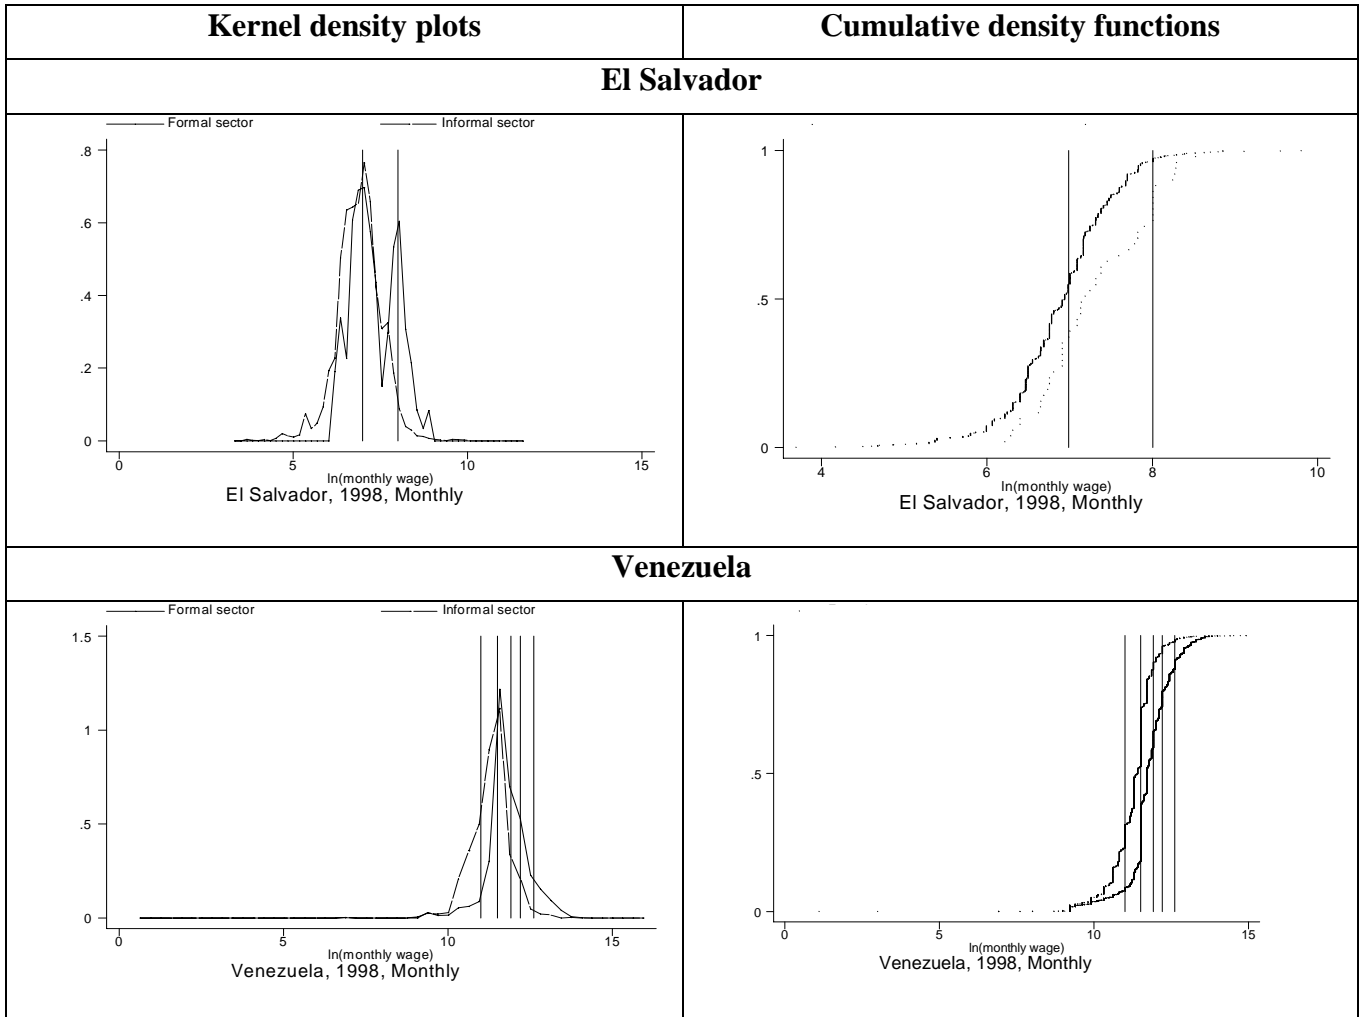 Kernel density plots
Cumulative density functions
El Salvador
Formal sector
Informal sector
.8
.6
.4
.2
0
0
5
10
15
ln(monthly wage)
El Salvador, 1998, Monthly
1
.5
0
4
6
8
10
ln(monthly wage)
El Salvador, 1998, Monthly
Venezuela
Formal sector
Informal sector
1.5
1
.5
0
0
5
10
15
ln(monthly wage)
Venezuela, 1998, Monthly
1
.5
0
0
5
10
15
ln(monthly wage)
Venezuela, 1998, Monthly